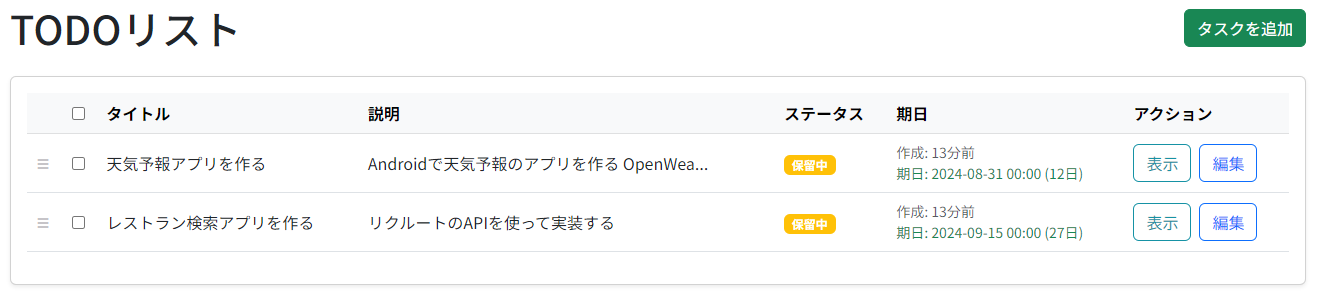 TODOリスト
タスクを追加
タイトル 説明 ステータス 期日 アクション
天気予報アプリを作る Androidで天気予報のアプリを作る OpenWea... 保留中 作成: 13分前 表示 編集
期日: 2024-08-31 00:00 (12日)
レストラン検索アプリを作る リクルートのAPIを使って実装する 保留中 作成: 13分前 表示 編集
期日: 2024-09-15 00:00 (27日)